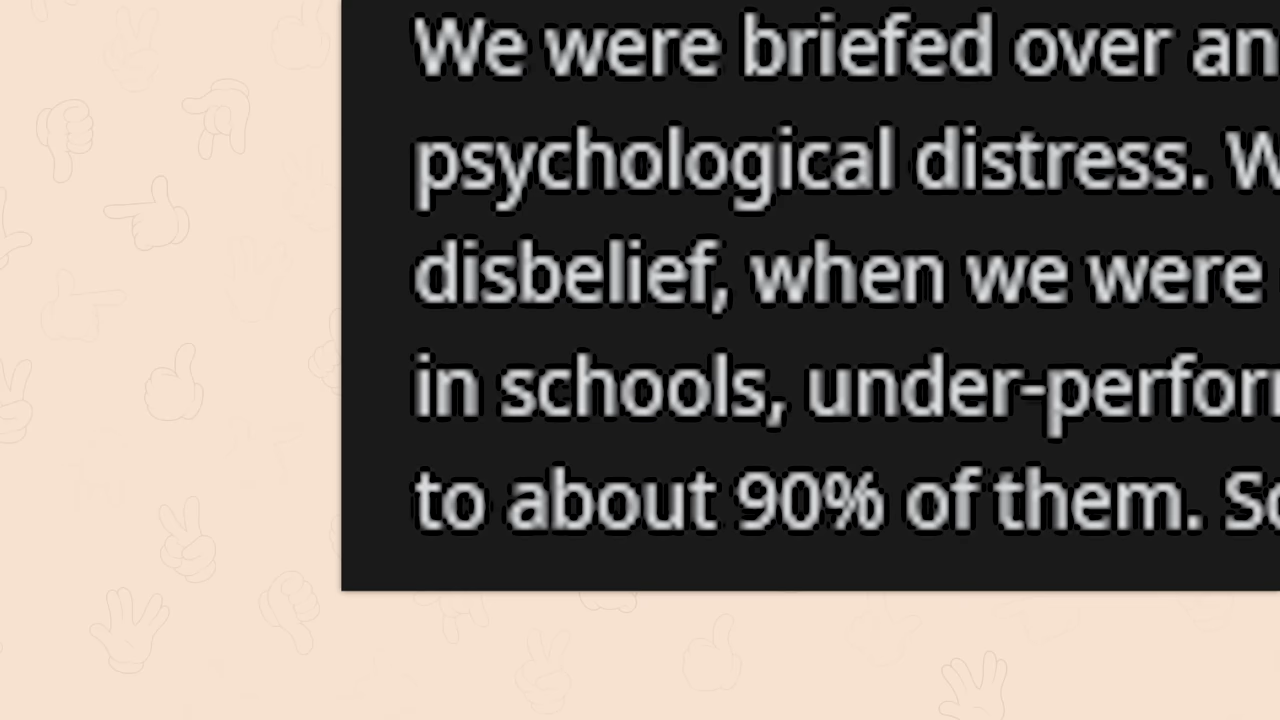 We were briefed over an
psychological distress. W
disbelief, when we were
in schools, under-perfor
to about 90% of them. So